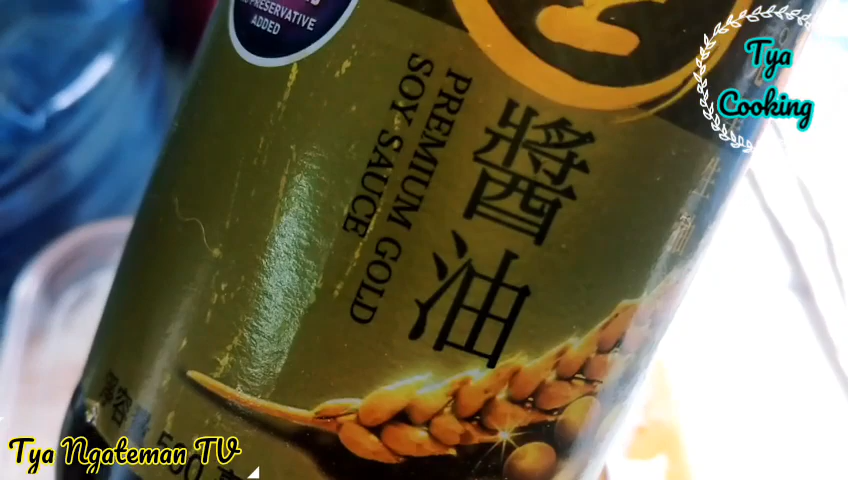 PRESERVATIVE
ADDED
PREMIUM GOLD
SOY SAUCE
醬油
Tya
Cooking
Tya Ngateman TV